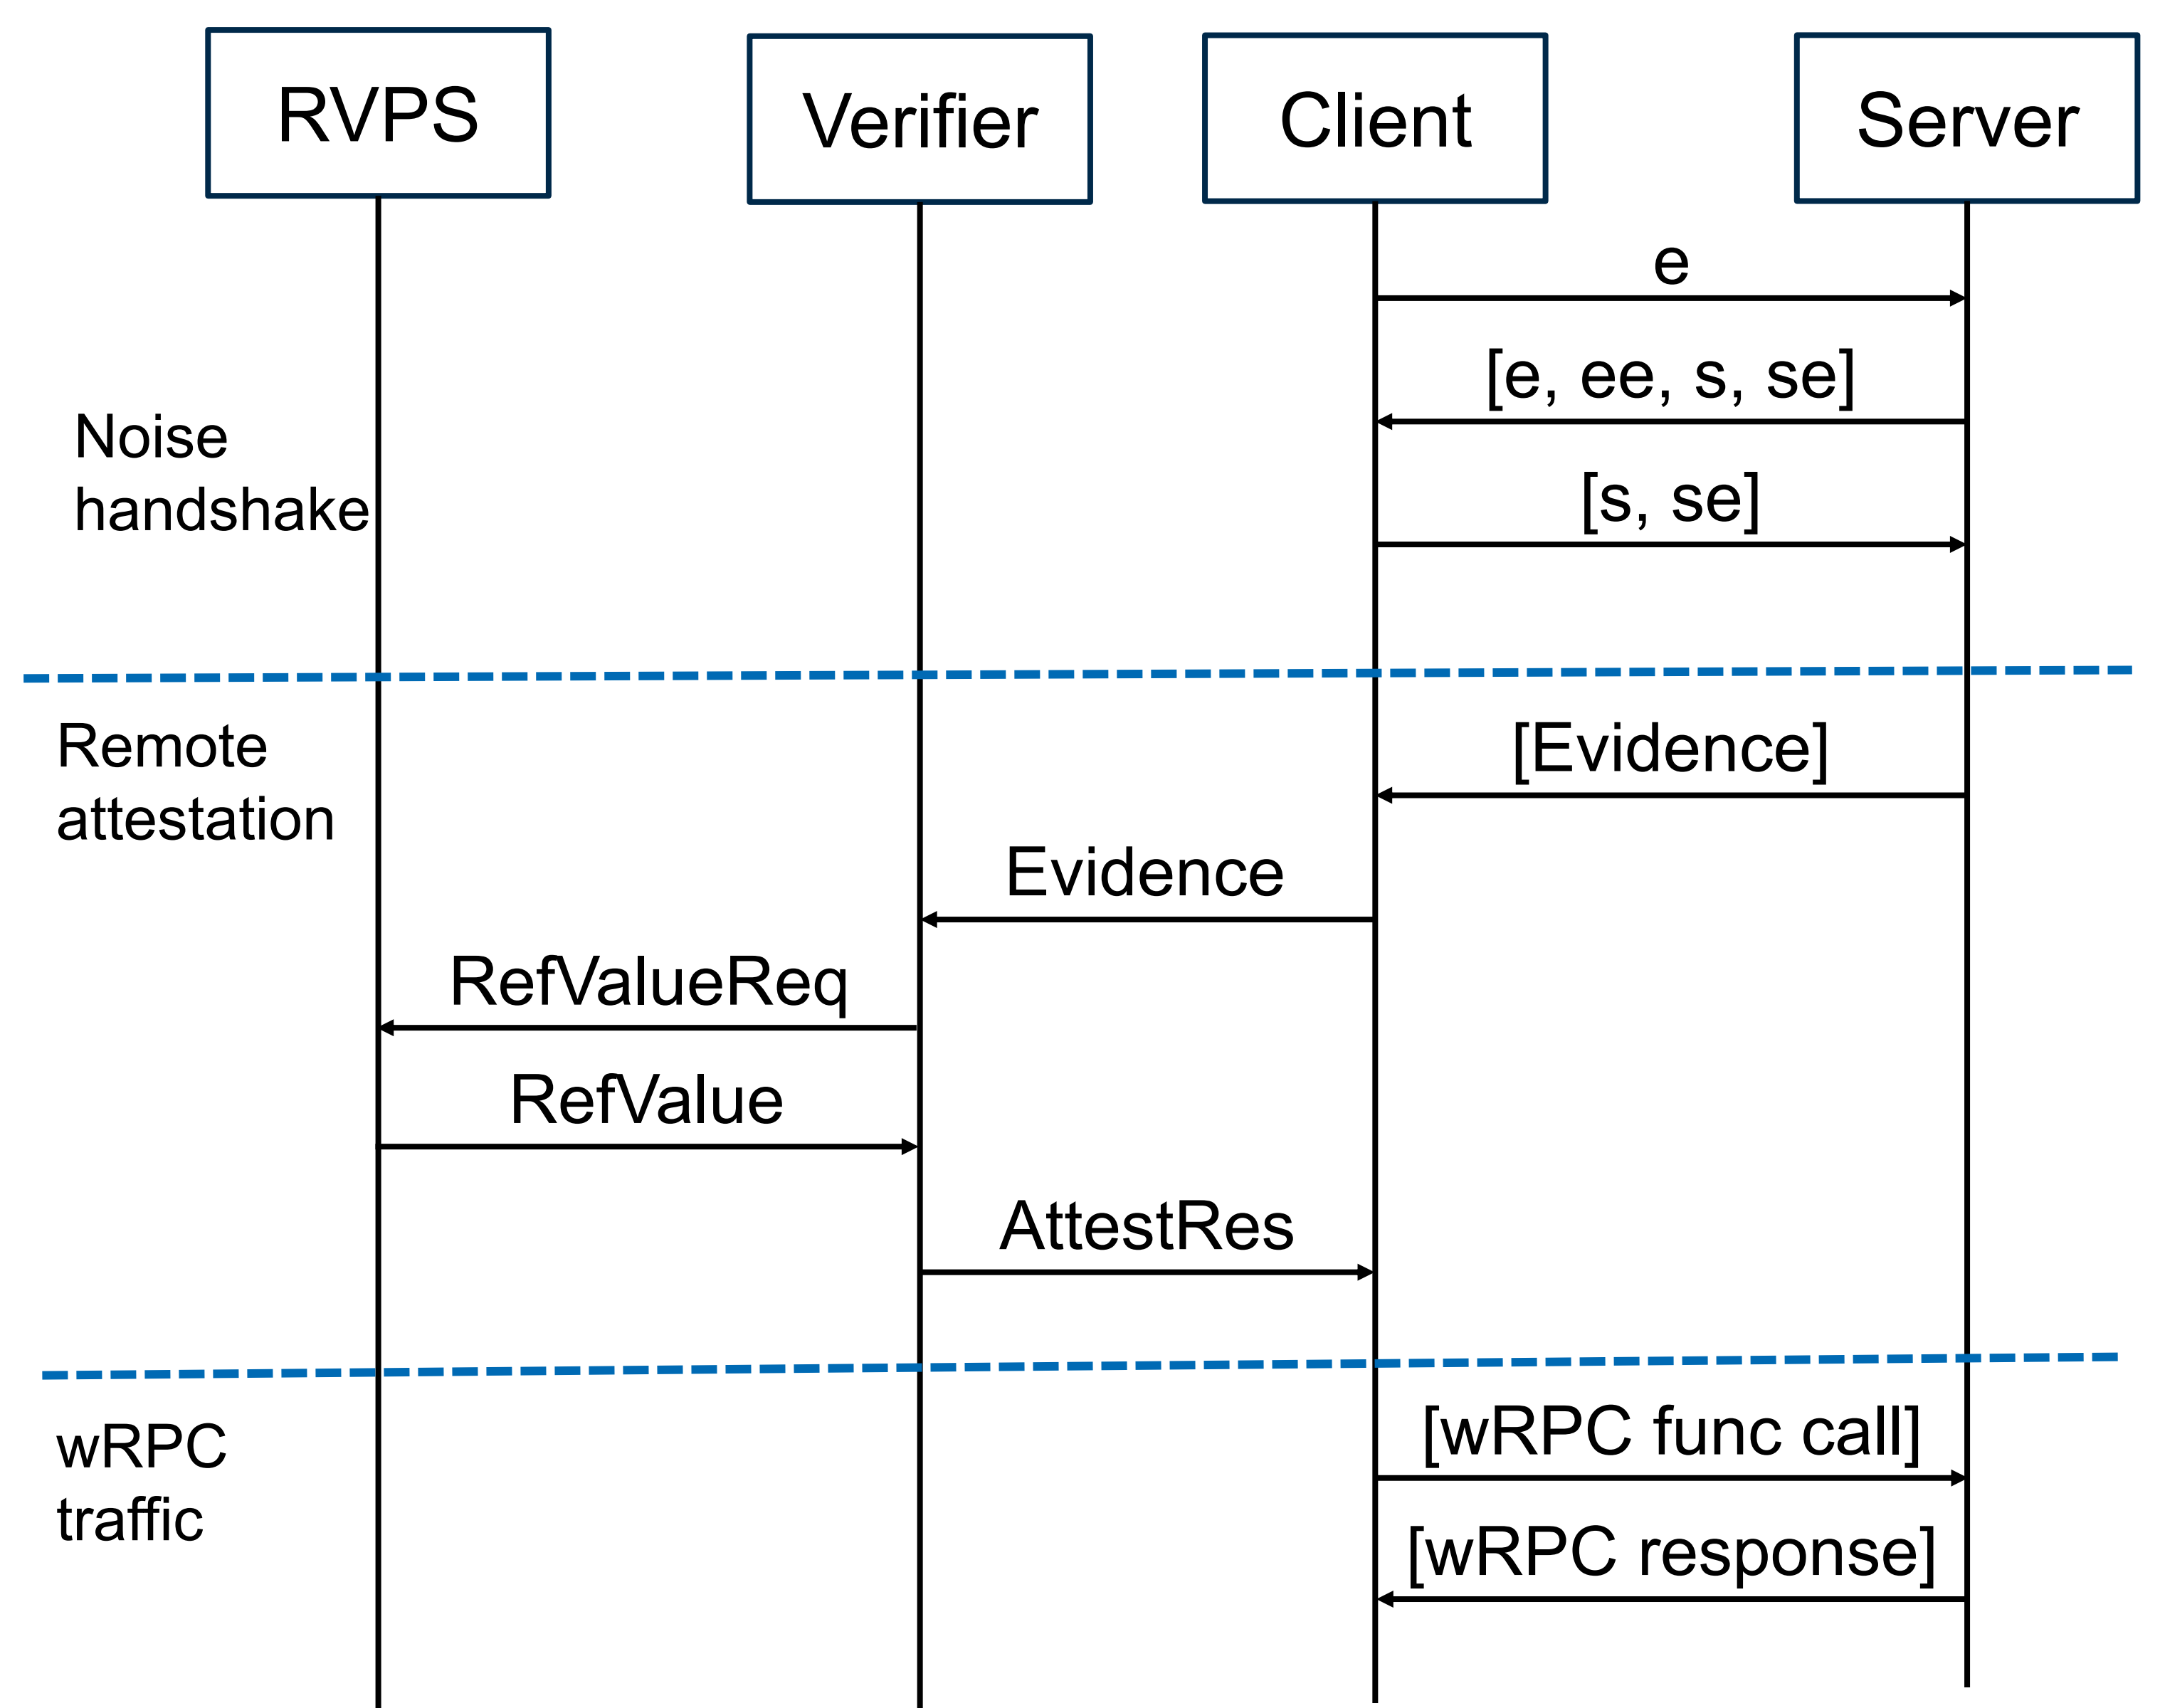 RVPS
Verifier
Client
Server
e
[e, ee, s, se]
Noise
handshake
[s, se]
Remote
attestation
[Evidence]
Evidence
RefValueReq
RefValue
AttestRes
wRPC
traffic
[wRPC func call]
[wRPC response]